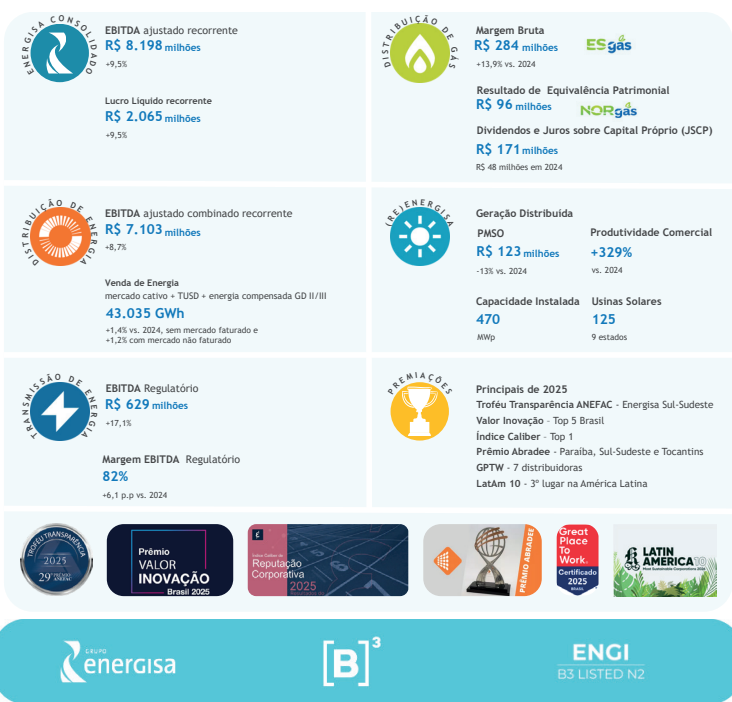 ENERGISA CONSOLIDADO
EBITDA ajustado recorrente
R$ 8.198 milhões
+9,5%
Lucro Líquido recorrente
R$ 2.065 milhões
+9,5%
DISTRIBUIÇÃO DE GÁS
Margem Bruta
R$ 284 milhões
+13,9% vs. 2024
ESgás
Resultado de Equivalência Patrimonial
R$ 96 milhões
NORgás
Dividendos e Juros sobre Capital Próprio (JSCP)
R$ 171 milhões
R$ 48 milhões em 2024
DISTRIBUIÇÃO DE ENERGIA
EBITDA ajustado combinado recorrente
R$ 7.103 milhões
+8,7%
Venda de Energia
mercado cativo + TUSD + energia compensada GD II/III
43.035 GWh
+1,4% vs. 2024, sem mercado faturado e
+1,2% com mercado não faturado
(RE)ENERGISA
Geração Distribuída
PMSO
R$ 123 milhões
-13% vs. 2024
Produtividade Comercial
+329%
vs. 2024
Capacidade Instalada
470
MWp
Usinas Solares
125
9 estados
TRANSMISSÃO DE ENERGIA
EBITDA Regulatório
R$ 629 milhões
+17,1%
Margem EBITDA Regulatório
82%
+6,1 p.p vs. 2024
PREMIAÇÕES
Principais de 2025
Troféu Transparência ANEFAC - Energisa Sul-Sudeste
Valor Inovação - Top 5 Brasil
Índice Caliber - Top 1
Prêmio Abradee - Paraíba, Sul-Sudeste e Tocantins
GPTW - 7 distribuidoras
LatAm 10 - 3º lugar na América Latina
TROFÉU TRANSPARÊNCIA
2025
29º
ANEFAC
Prêmio
VALOR
INOVAÇÃO
Brasil 2025
Reputação
Corporativa
2025
PRÊMIO ABRADEE
Great
Place
To
Work.
Certificado
2025
BRASIL
LATIN
AMERICA 10
GRUPO
energisa
[B]3
ENGI
B3 LISTED N2